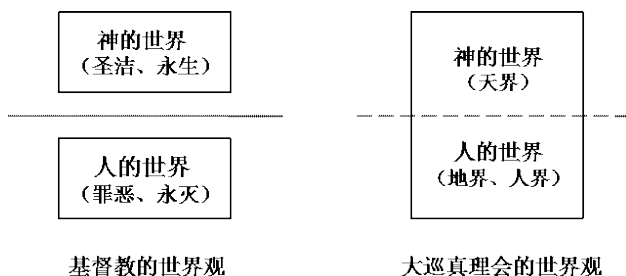 神的世界
（圣洁、永生）
人的世界
（罪恶、永灭）
基督教的世界观
神的世界
（天界）
人的世界
（地界、人界）
大巡真理会的世界观